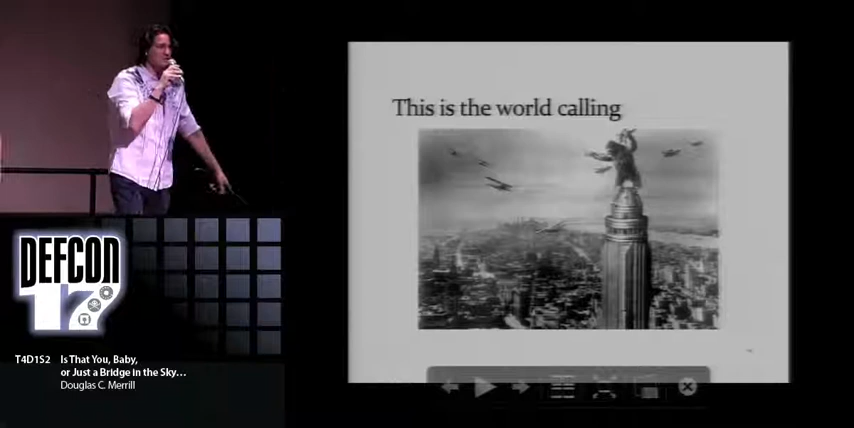 This is the world calling
DEFCON
17
T4D1S2 Is That You, Baby,
or Just a Bridge in the Sky...
Douglas C. Merrill